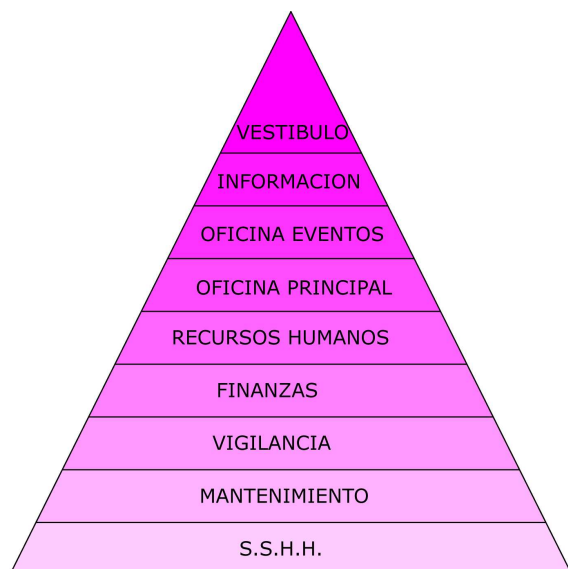 VESTIBULO
INFORMACION
OFICINA EVENTOS
OFICINA PRINCIPAL
RECURSOS HUMANOS
FINANZAS
VIGILANCIA
MANTENIMIENTO
S.S.H.H.